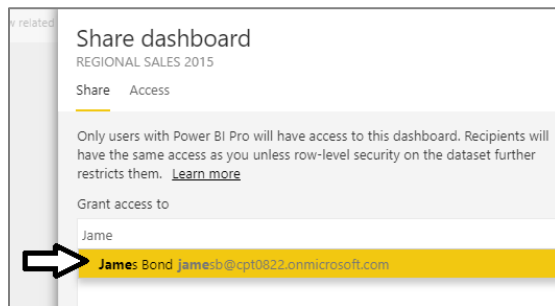 w related
Share dashboard
REGIONAL SALES 2015
Share Access
Only users with Power BI Pro will have access to this dashboard. Recipients will
have the same access as you unless row-level security on the dataset further
restricts them. Learn more
Grant access to
Jame
James Bond jamesb@cpt0822.onmicrosoft.com